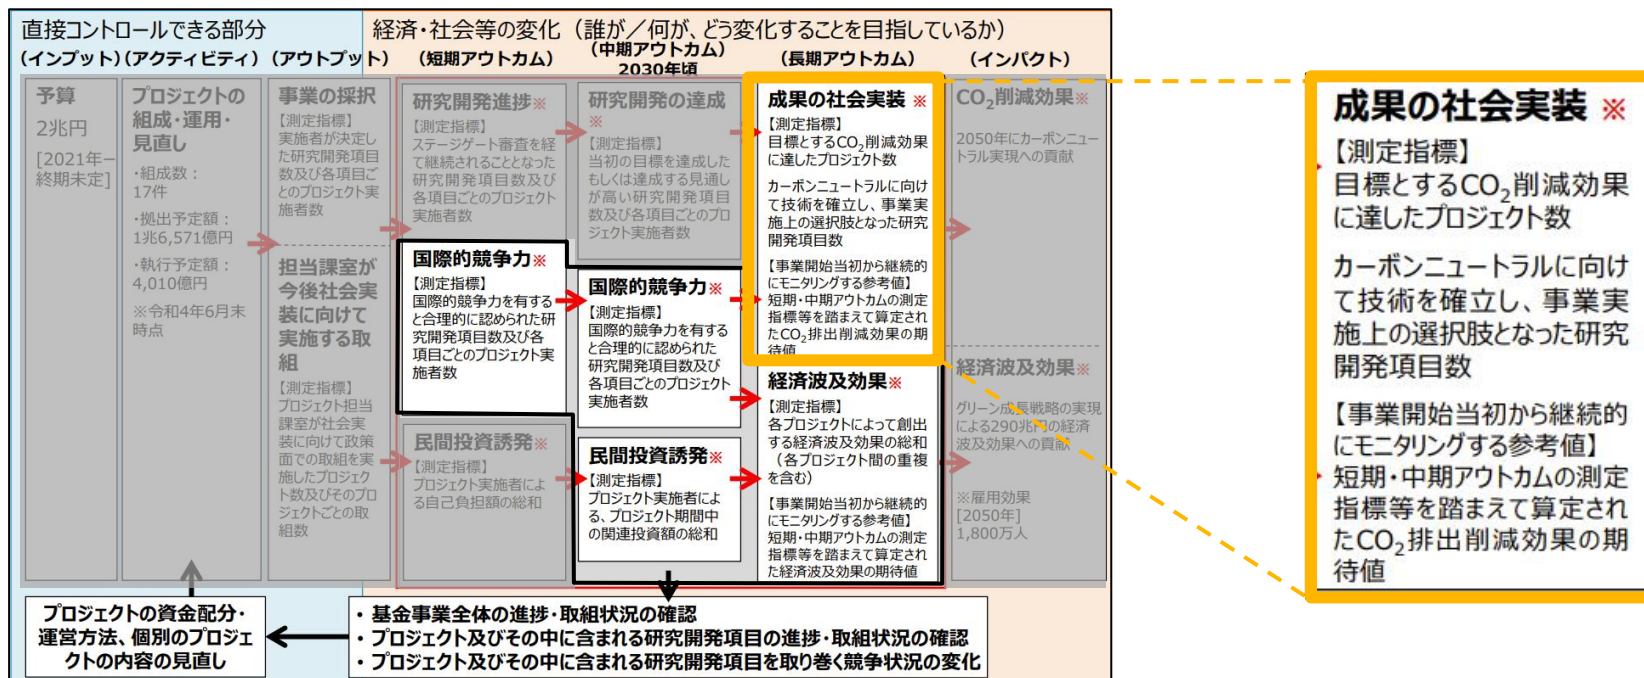 直接コントロールできる部分
経済・社会等の変化（誰が／何が、どう変化することを目指しているか）
（インプット）
（アクティビティ）
（アウトプット）
（短期アウトカム）
（中期アウトカム）
2030年頃
（長期アウトカム）
（インパクト）
予算
2兆円
[2021年ー
終期未定]
プロジェクトの
組成・運用・
見直し
・組成数：
17件
・拠出予定額：
1兆6,571億円
・執行予定額：
4,010億円
※令和4年6月末
時点
事業の採択
【測定指標】
実施者が決定し
た研究開発項目
数及び各項目ご
とのプロジェクト実
施者数
担当課室が
今後社会実
装に向けて
実施する取
組
【測定指標】
プロジェクト担当
課室が社会実
装に向けて政策
面での取組を実
施したプロジェク
ト数及びそのプロ
ジェクトごとの取
組数
研究開発進捗※
【測定指標】
ステージゲート審査を経
て継続されることとなった
研究開発項目数及び
各項目ごとのプロジェクト
実施者数
国際的競争力※
【測定指標】
国際的競争力を有する
と合理的に認められた研
究開発項目数及び各
項目ごとのプロジェクト実
施者数
民間投資誘発※
【測定指標】
プロジェクト実施者によ
る自己負担額の総和
研究開発の達成
※
【測定指標】
当初の目標を達成した
もしくは達成する見通し
が高い研究開発項目
数及び各項目ごとのプロ
ジェクト実施者数
国際的競争力※
【測定指標】
国際的競争力を有する
と合理的に認められた
研究開発項目数及び
各項目ごとのプロジェクト
実施者数
民間投資誘発※
【測定指標】
プロジェクト実施者によ
る、プロジェクト期間中
の関連投資額の総和
成果の社会実装 ※
【測定指標】
目標とするCO₂削減効果
に達したプロジェクト数
カーボンニュートラルに向け
て技術を確立し、事業実
施上の選択肢となった研究
開発項目数
【事業開始当初から継続的
にモニタリングする参考値】
短期・中期アウトカムの測定
指標等を踏まえて算定され
たCO₂排出削減効果の期
待値
経済波及効果※
【測定指標】
各プロジェクトによって創出
する経済波及効果の総和
（各プロジェクト間の重複
を含む）
【事業開始当初から継続的
にモニタリングする参考値】
短期・中期アウトカムの測定
指標等を踏まえて算定され
た経済波及効果の期待値
CO₂削減効果※
2050年にカーボンニュー
トラル実現への貢献
経済波及効果※
グリーン成長戦略の実現
による290兆円の経済
波及効果への貢献
※雇用効果
[2050年]
1,800万人
プロジェクトの資金配分・
運営方法、個別のプロジェ
クトの内容の見直し
・ 基金事業全体の進捗・取組状況の確認
・ プロジェクト及びその中に含まれる研究開発項目の進捗・取組状況の確認
・ プロジェクト及びその中に含まれる研究開発項目を取り巻く競争状況の変化
成果の社会実装 ※
【測定指標】
目標とするCO₂削減効果
に達したプロジェクト数
カーボンニュートラルに向け
て技術を確立し、事業実
施上の選択肢となった研究
開発項目数
【事業開始当初から継続的
にモニタリングする参考値】
短期・中期アウトカムの測定
指標等を踏まえて算定され
たCO₂排出削減効果の期
待値